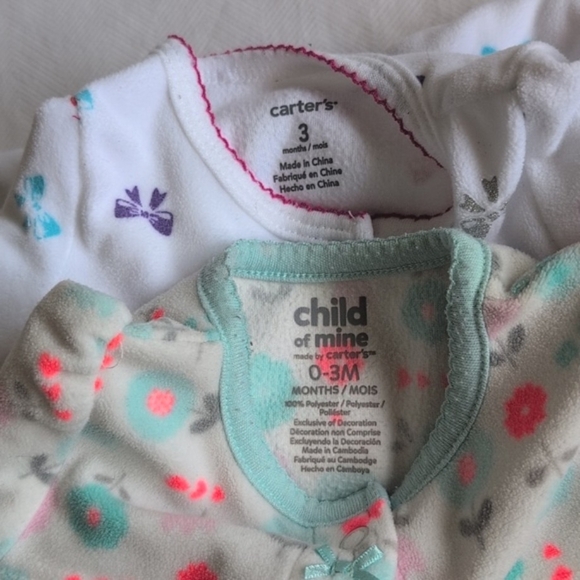 carter's
3
months / mois
Made in China
Fabriqué en Chine
Hecho en China
child
of mine
made by carter's™
0-3M
MONTHS / MOIS
100% Polyester / Polyester /
Poliéster
Exclusive of Decoration
Décoration non Comprise
Excluyendo la Decoración
Made in Cambodia
Fabriqué au Cambodge
Hecho en Camboya